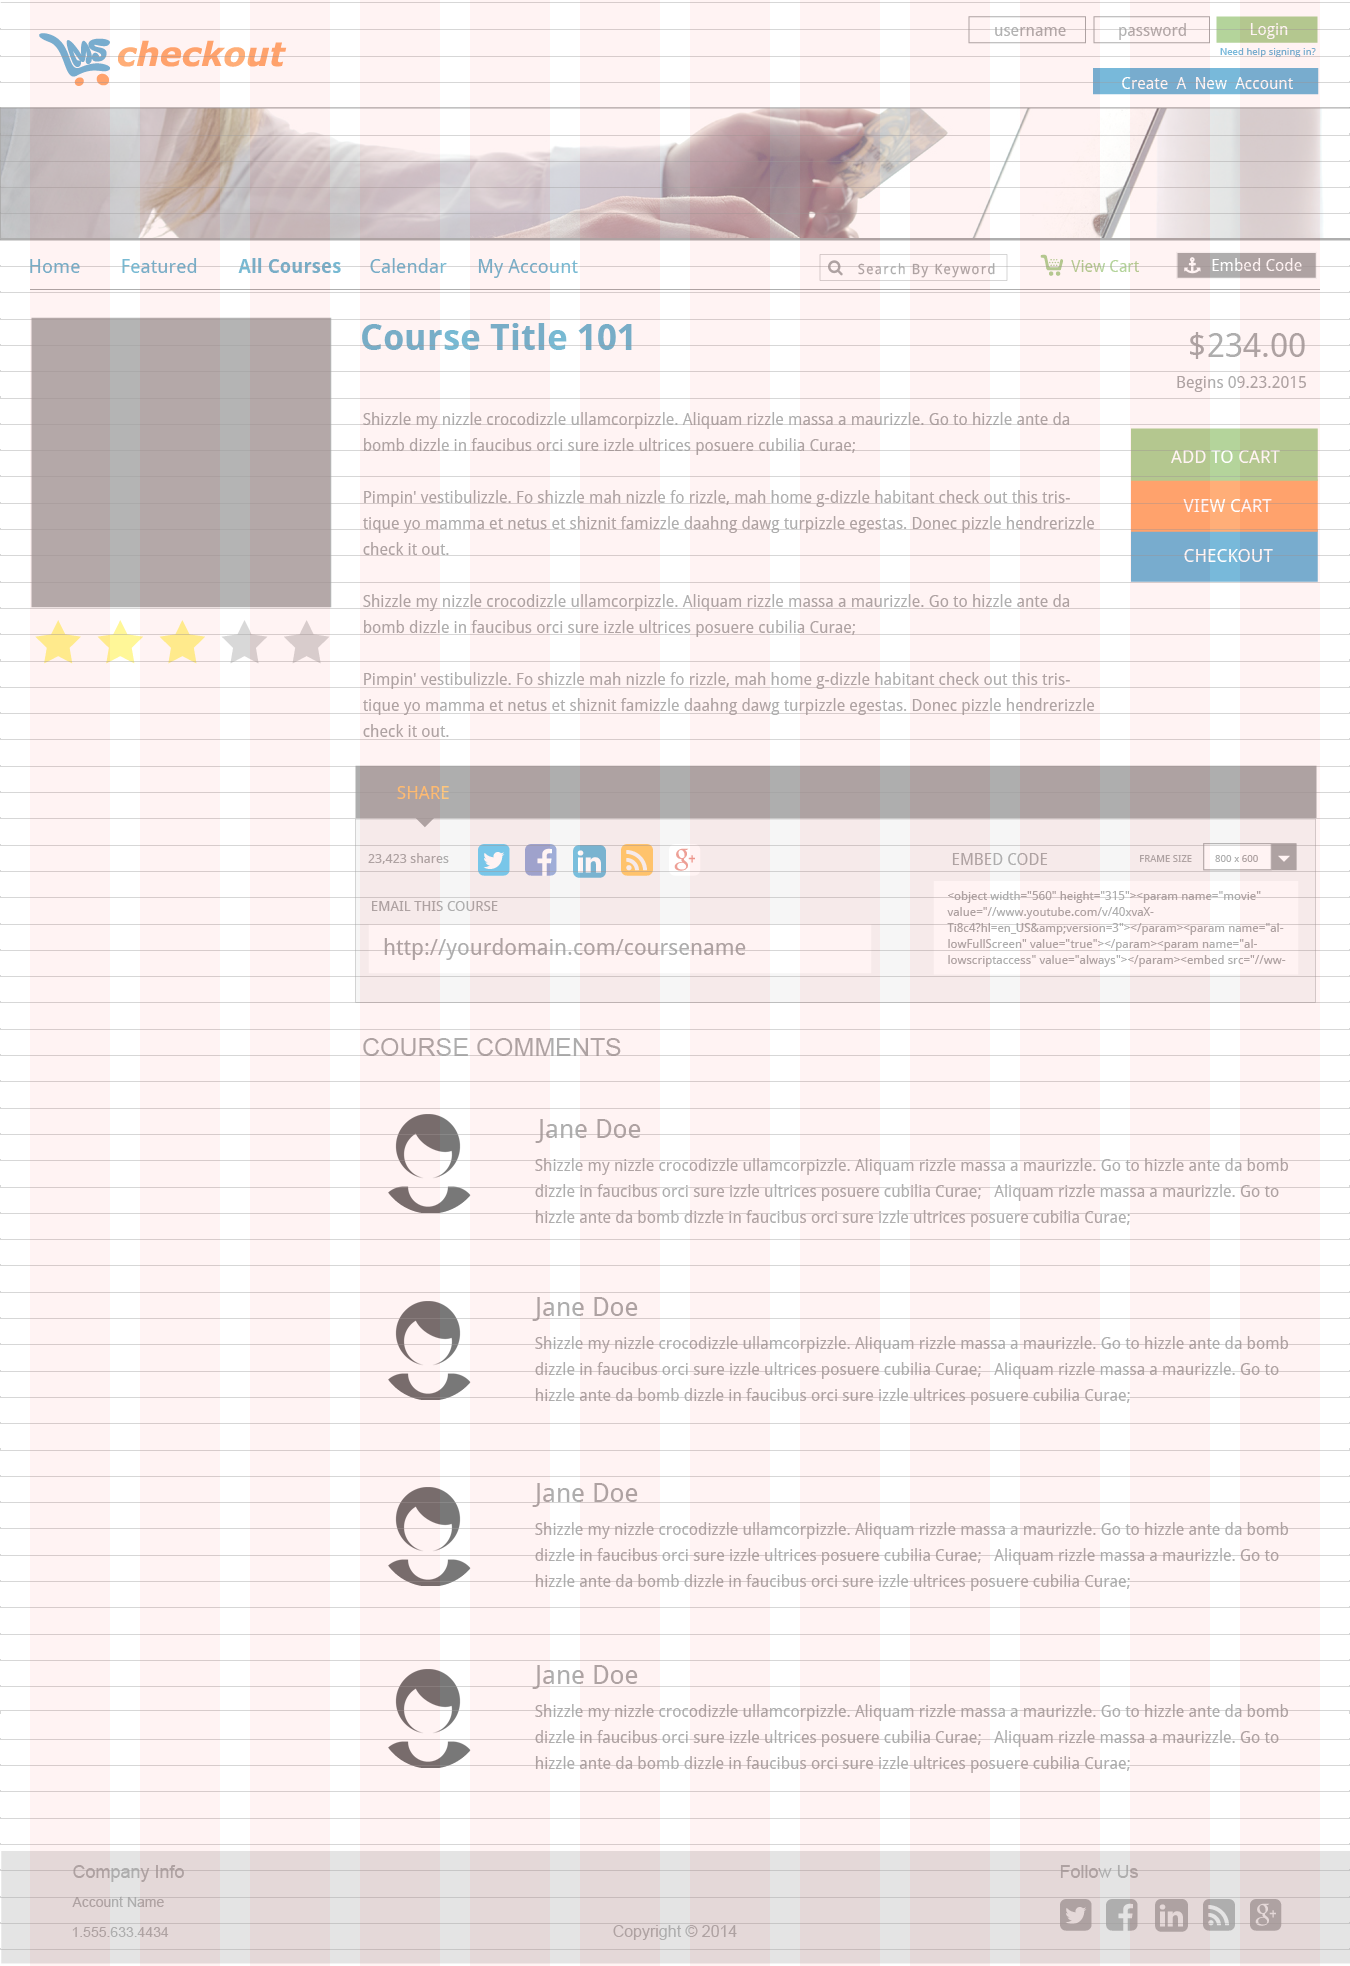 username password Login
Need help signing in?
Create A New Account
MS checkout
Home Featured All Courses Calendar My Account Search By Keyword View Cart Embed Code
Course Title 101
$234.00
Begins 09.23.2015
Shizzle my nizzle crocodizzle ullamcorpizzle. Aliquam rizzle massa a maurizzle. Go to hizzle ante da
bomb dizzle in faucibus orci sure izzle ultrices posuere cubilia Curae;
Pimpin' vestibulizzle. Fo shizzle mah nizzle fo rizzle, mah home g-dizzle habitant check out this tris-
tique yo mamma et netus et shiznit famizzle daahng dawg turpizzle egestas. Donec pizzle hendrerizzle
check it out.
Shizzle my nizzle crocodizzle ullamcorpizzle. Aliquam rizzle massa a maurizzle. Go to hizzle ante da
bomb dizzle in faucibus orci sure izzle ultrices posuere cubilia Curae;
Pimpin' vestibulizzle. Fo shizzle mah nizzle fo rizzle, mah home g-dizzle habitant check out this tris-
tique yo mamma et netus et shiznit famizzle daahng dawg turpizzle egestas. Donec pizzle hendrerizzle
check it out.
ADD TO CART
VIEW CART
CHECKOUT
SHARE
23,423 shares
EMAIL THIS COURSE
http://yourdomain.com/coursename
EMBED CODE FRAME SIZE 800 x 600
<object width="560" height="315"><param name="movie"
value="//www.youtube.com/v/40xvaX-
Ti8c4?hl=en_US&amp;version=3"></param><param name="al-
lowFullScreen" value="true"></param><param name="al-
lowscriptaccess" value="always"></param><embed src="//ww-
COURSE COMMENTS
Jane Doe
Shizzle my nizzle crocodizzle ullamcorpizzle. Aliquam rizzle massa a maurizzle. Go to hizzle ante da bomb
dizzle in faucibus orci sure izzle ultrices posuere cubilia Curae; Aliquam rizzle massa a maurizzle. Go to
hizzle ante da bomb dizzle in faucibus orci sure izzle ultrices posuere cubilia Curae;
Jane Doe
Shizzle my nizzle crocodizzle ullamcorpizzle. Aliquam rizzle massa a maurizzle. Go to hizzle ante da bomb
dizzle in faucibus orci sure izzle ultrices posuere cubilia Curae; Aliquam rizzle massa a maurizzle. Go to
hizzle ante da bomb dizzle in faucibus orci sure izzle ultrices posuere cubilia Curae;
Jane Doe
Shizzle my nizzle crocodizzle ullamcorpizzle. Aliquam rizzle massa a maurizzle. Go to hizzle ante da bomb
dizzle in faucibus orci sure izzle ultrices posuere cubilia Curae; Aliquam rizzle massa a maurizzle. Go to
hizzle ante da bomb dizzle in faucibus orci sure izzle ultrices posuere cubilia Curae;
Jane Doe
Shizzle my nizzle crocodizzle ullamcorpizzle. Aliquam rizzle massa a maurizzle. Go to hizzle ante da bomb
dizzle in faucibus orci sure izzle ultrices posuere cubilia Curae; Aliquam rizzle massa a maurizzle. Go to
hizzle ante da bomb dizzle in faucibus orci sure izzle ultrices posuere cubilia Curae;
Company Info
Account Name
1.555.633.4434
Copyright © 2014
Follow Us